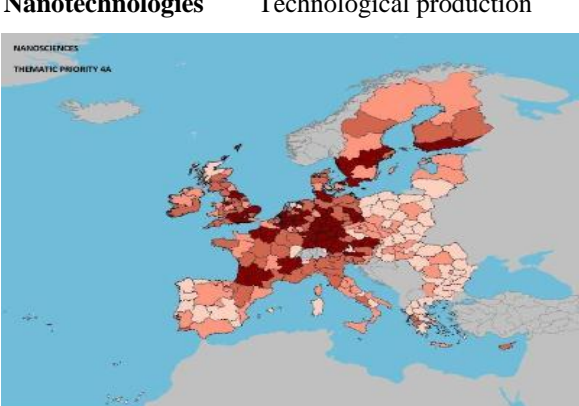 Nanotechnologies Technological production
NANOSCIENCES
THEMATIC PRIORITY 4A